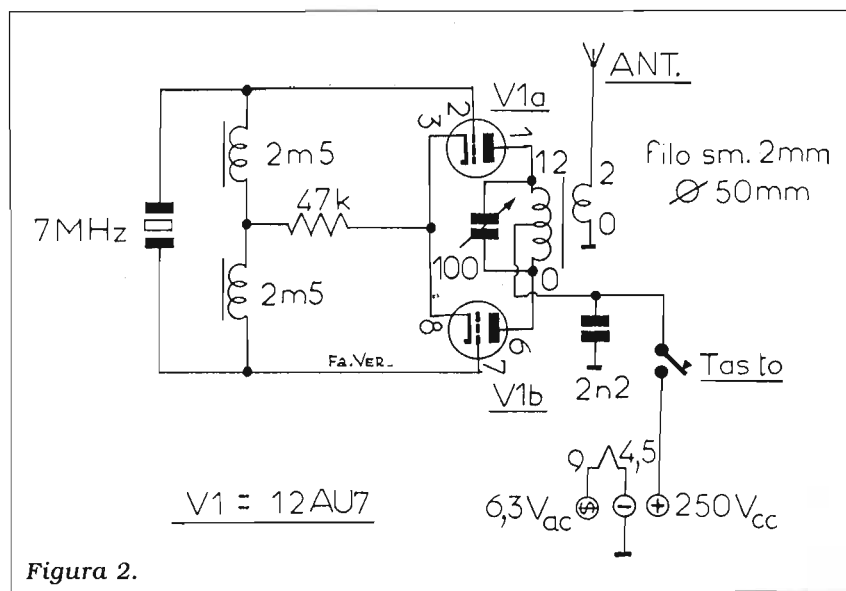 ANT.
V1a
2
3
1
12
2m5
filo sm. 2mm
Ø 50mm
2
0
47k
7MHz
100
0
2m5
8
6
7
Fa.VER_
V1b
2n2
Tasto
9
4,5
V1 = 12AU7
6,3Vac
$
-
+
250Vcc
Figura 2.